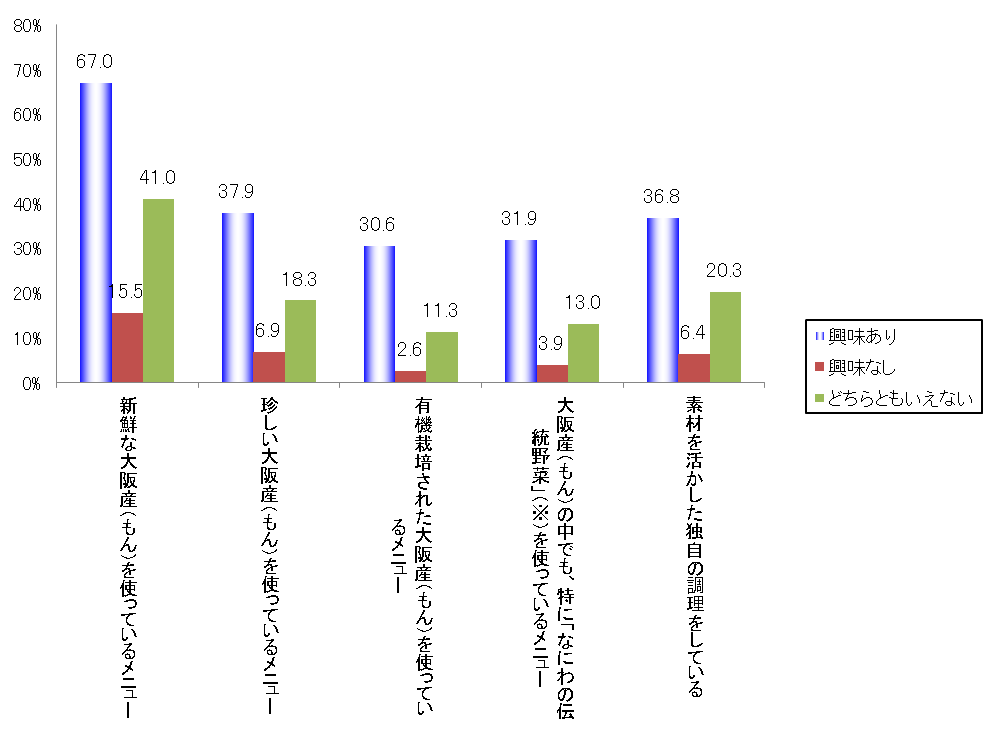 80%
70%
60%
50%
40%
30%
20%
10%
0%
67.0
15.5
41.0
37.9
6.9
18.3
30.6
2.6
11.3
31.9
3.9
13.0
36.8
6.4
20.3
新鮮な大阪産(もん)を使っているメニュー
珍しい大阪産(もん)を使っているメニュー
有機栽培された大阪産(もん)を使ってい
るメニュー
大阪産(もん)の中でも、特に「なにわの伝
統野菜」(※)を使っているメニュー
素材を活かした独自の調理をしている
興味あり
興味なし
どちらともいえない